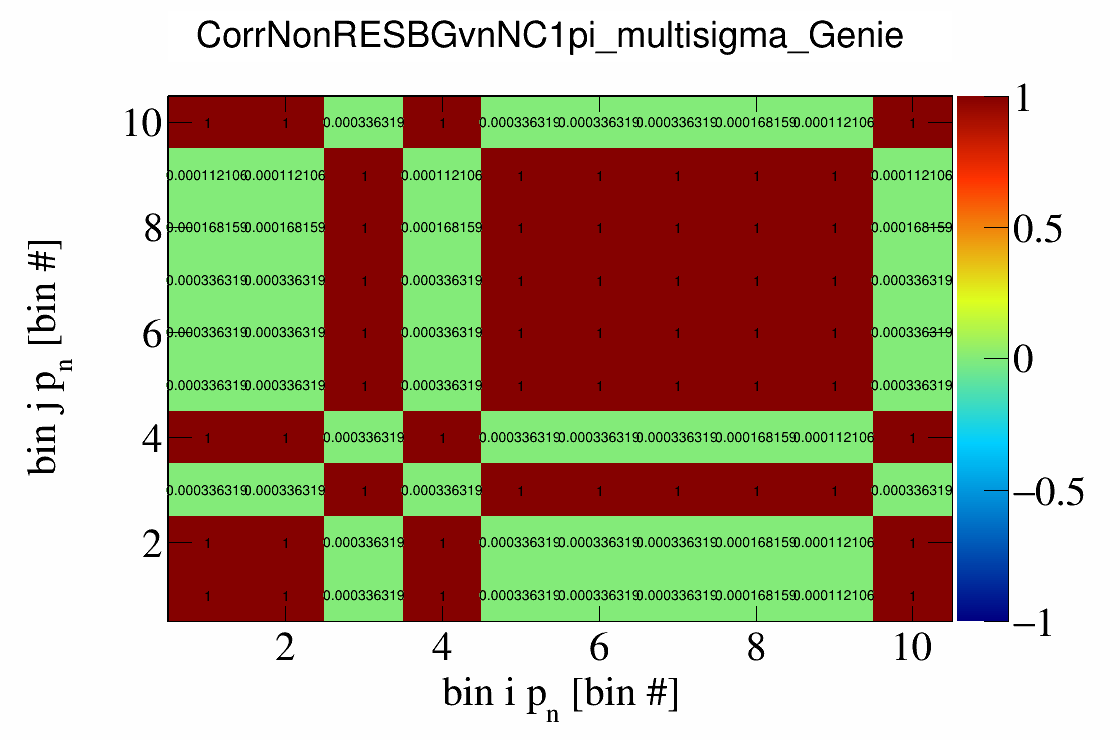 CorrNonRESBGvnNC1pi_multisigma_Genie
10 1 1 0.000336319 1 0.000336319 0.000336319 0.000336319 0.000168159 0.000112106 1
0.000112106 0.000112106 1 0.000112106 1 1 1 1 1 0.000112106
8 0.000168159 0.000168159 1 0.000168159 1 1 1 1 1 0.000168159
0.000336319 0.000336319 1 0.000336319 1 1 1 1 1 0.000336319
6 0.000336319 0.000336319 1 0.000336319 1 1 1 1 1 0.000336319
0.000336319 0.000336319 1 0.000336319 1 1 1 1 1 0.000336319
4 1 1 0.000336319 1 0.000336319 0.000336319 0.000336319 0.000168159 0.000112106 1
0.000336319 0.000336319 1 0.000336319 1 1 1 1 1 0.000336319
2 1 1 0.000336319 1 0.000336319 0.000336319 0.000336319 0.000168159 0.000112106 1
1 1 0.000336319 1 0.000336319 0.000336319 0.000336319 0.000168159 0.000112106 1
2 4 6 8 10
bin i pn [bin #]
bin j pn [bin #]
1
0.5
0
−0.5
−1